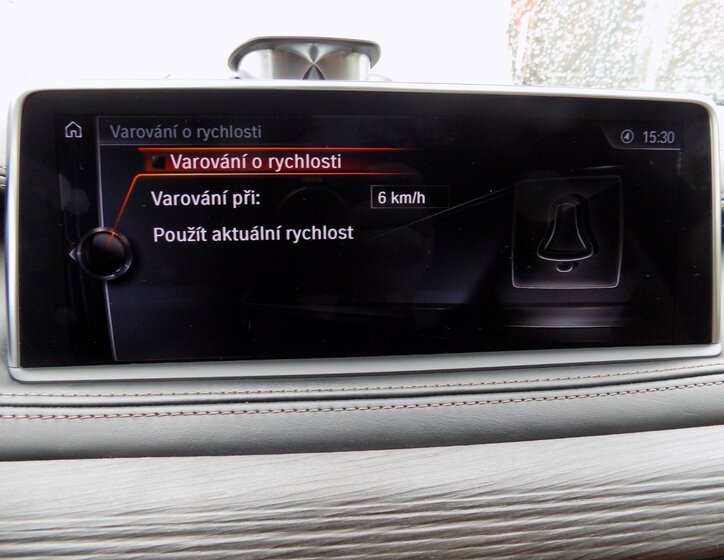 Varování o rychlosti
15:30
Varování o rychlosti
Varování při: 6 km/h
Použít aktuální rychlost